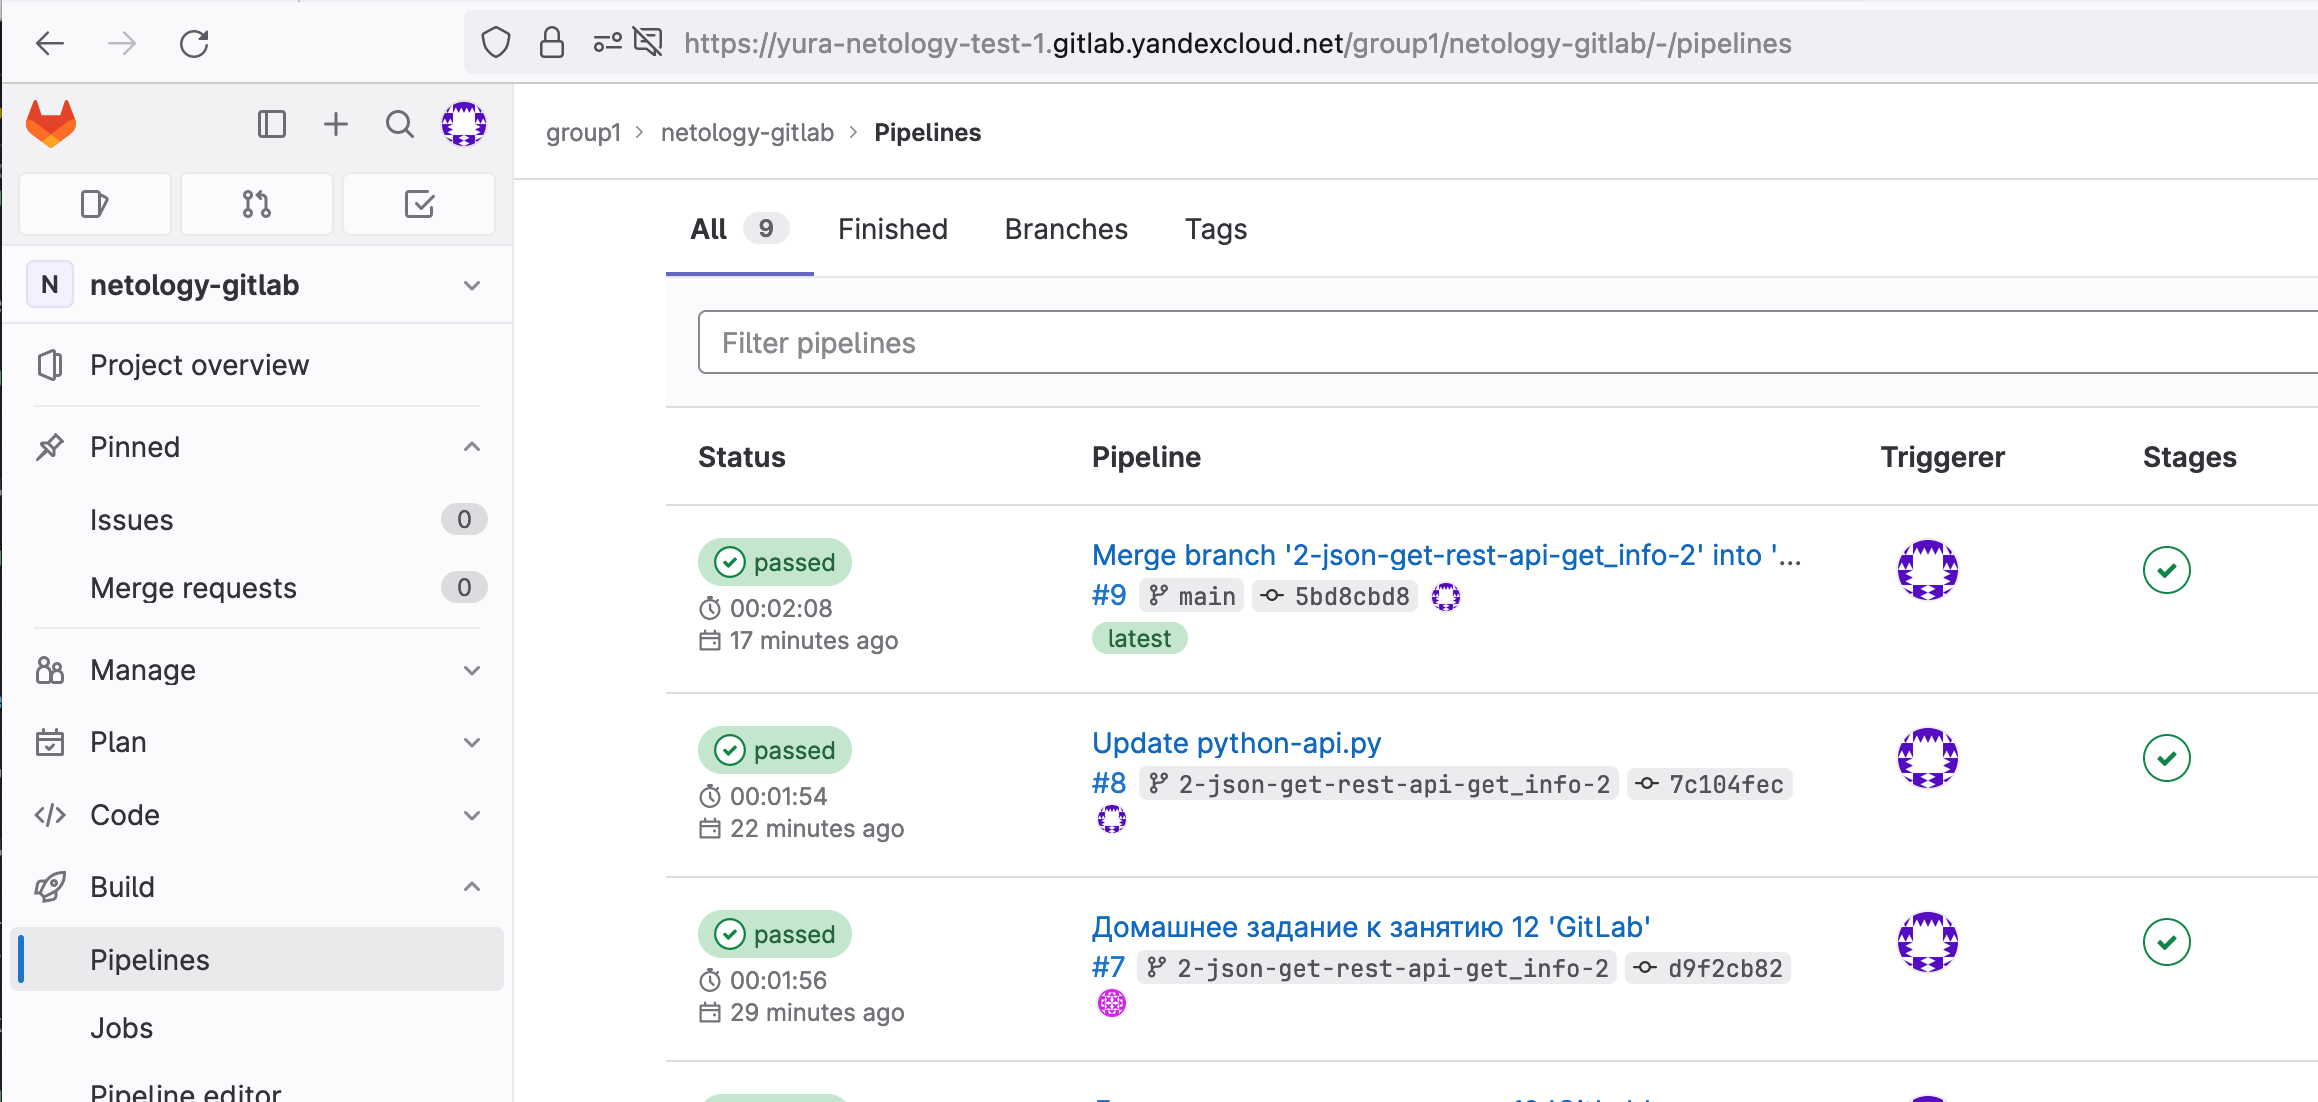 https://yura-netology-test-1.gitlab.yandexcloud.net/group1/netology-gitlab/-/pipelines
group1 > netology-gitlab > Pipelines
N netology-gitlab
Project overview
Pinned
Issues 0
Merge requests 0
Manage
Plan
Code
Build
Pipelines
Jobs
Pipeline editor
All 9 Finished Branches Tags
Filter pipelines
Status Pipeline Triggerer Stages
passed
00:02:08
17 minutes ago
Merge branch '2-json-get-rest-api-get_info-2' into '...
#9 main 5bd8cbd8
latest
passed
00:01:54
22 minutes ago
Update python-api.py
#8 2-json-get-rest-api-get_info-2 7c104fec
passed
00:01:56
29 minutes ago
Домашнее задание к занятию 12 'GitLab'
#7 2-json-get-rest-api-get_info-2 d9f2cb82